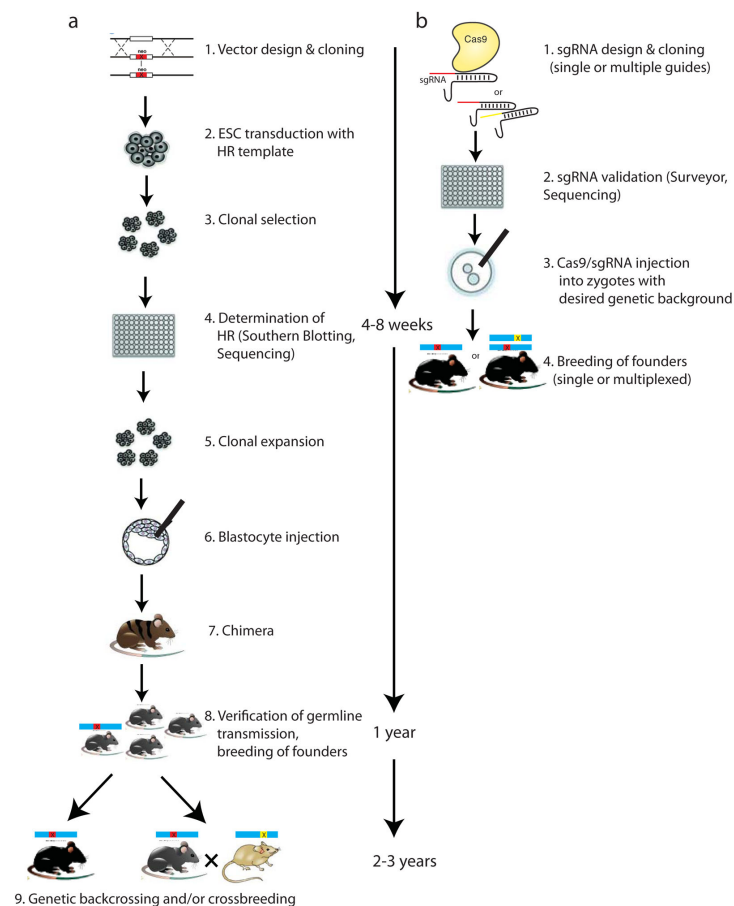 a
neo
X
neo
X
1. Vector design & cloning
2. ESC transduction with
HR template
3. Clonal selection
4. Determination of
HR (Southern Blotting,
Sequencing)
5. Clonal expansion
6. Blastocyte injection
7. Chimera
X
8. Verification of germline
transmission,
breeding of founders
X
X
X
9. Genetic backcrossing and/or crossbreeding
4-8 weeks
1 year
2-3 years
b
Cas9
sgRNA
or
1. sgRNA design & cloning
(single or multiple guides)
2. sgRNA validation (Surveyor,
Sequencing)
3. Cas9/sgRNA injection
into zygotes with
desired genetic background
X
or
X
X
4. Breeding of founders
(single or multiplexed)